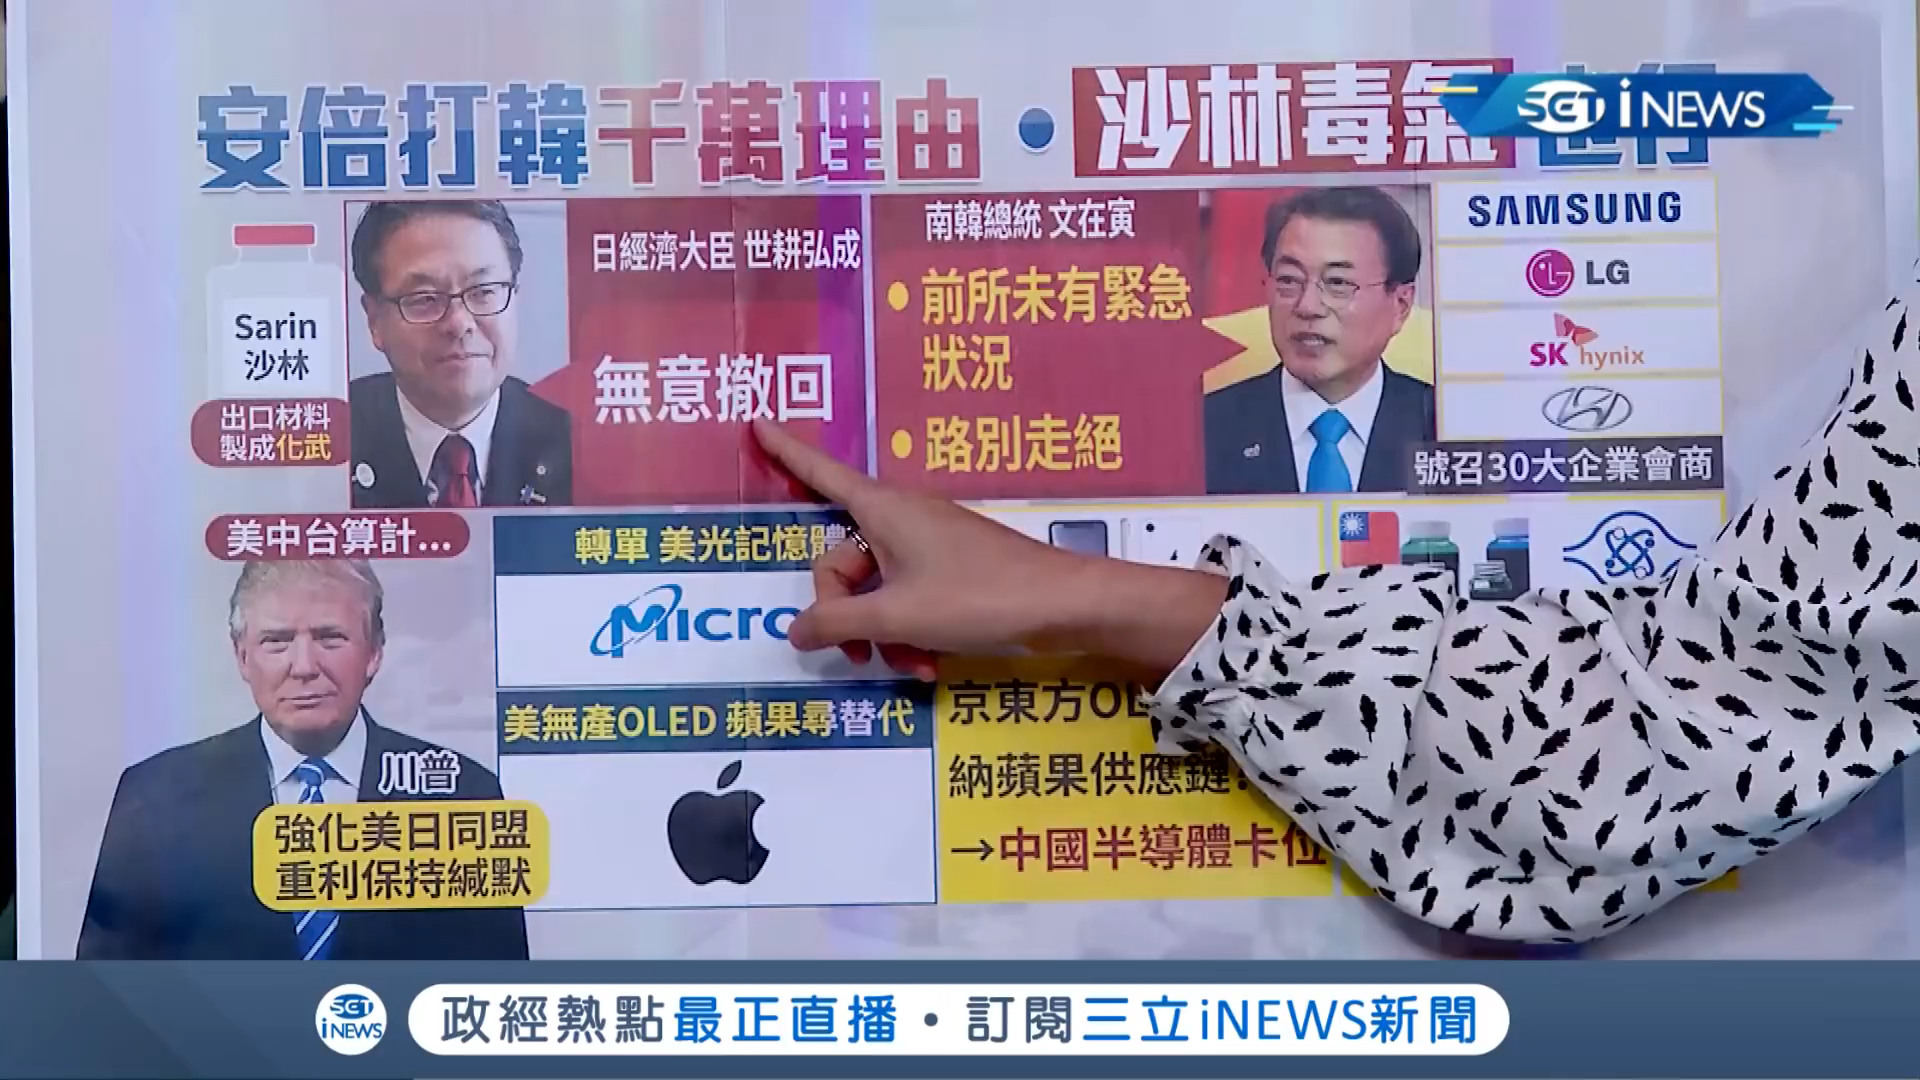 安倍打韓千萬理由・沙林毒氣
SET iNEWS
Sarin
沙林
出口材料
製成化武
日經濟大臣 世耕弘成
無意撤回
南韓總統 文在寅
• 前所未有緊急
狀況
• 路別走絕
SAMSUNG
LG
SK hynix
號召30大企業會商
美中台算計...
川普
強化美日同盟
重利保持緘默
轉單 美光記憶體
Micro
美無產OLED 蘋果尋替代
京東方OL
納蘋果供應鏈
→中國半導體卡位
SET
iNEWS
政經熱點最正直播・訂閱三立iNEWS新聞